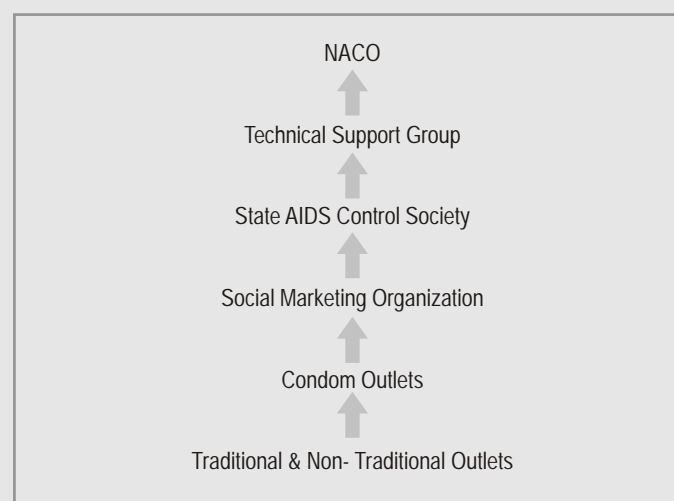 NACO
Technical Support Group
State AIDS Control Society
Social Marketing Organization
Condom Outlets
Traditional & Non- Traditional Outlets